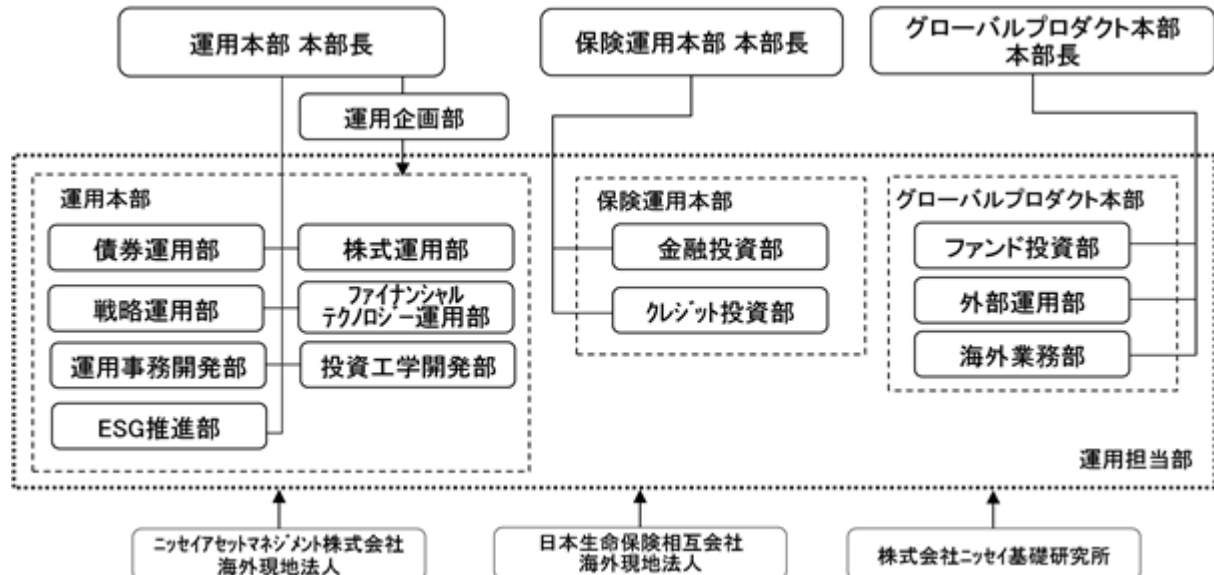 運用本部 本部長
保険運用本部 本部長
グローバルプロダクト本部
本部長
運用企画部
運用本部
債券運用部
株式運用部
戦略運用部
ファイナンシャル
テクノロジー運用部
運用事務開発部
投資工学開発部
ESG推進部
保険運用本部
金融投資部
クレジット投資部
グローバルプロダクト本部
ファンド投資部
外部運用部
海外業務部
運用担当部
ニッセイアセットマネジメント株式会社
海外現地法人
日本生命保険相互会社
海外現地法人
株式会社ニッセイ基礎研究所